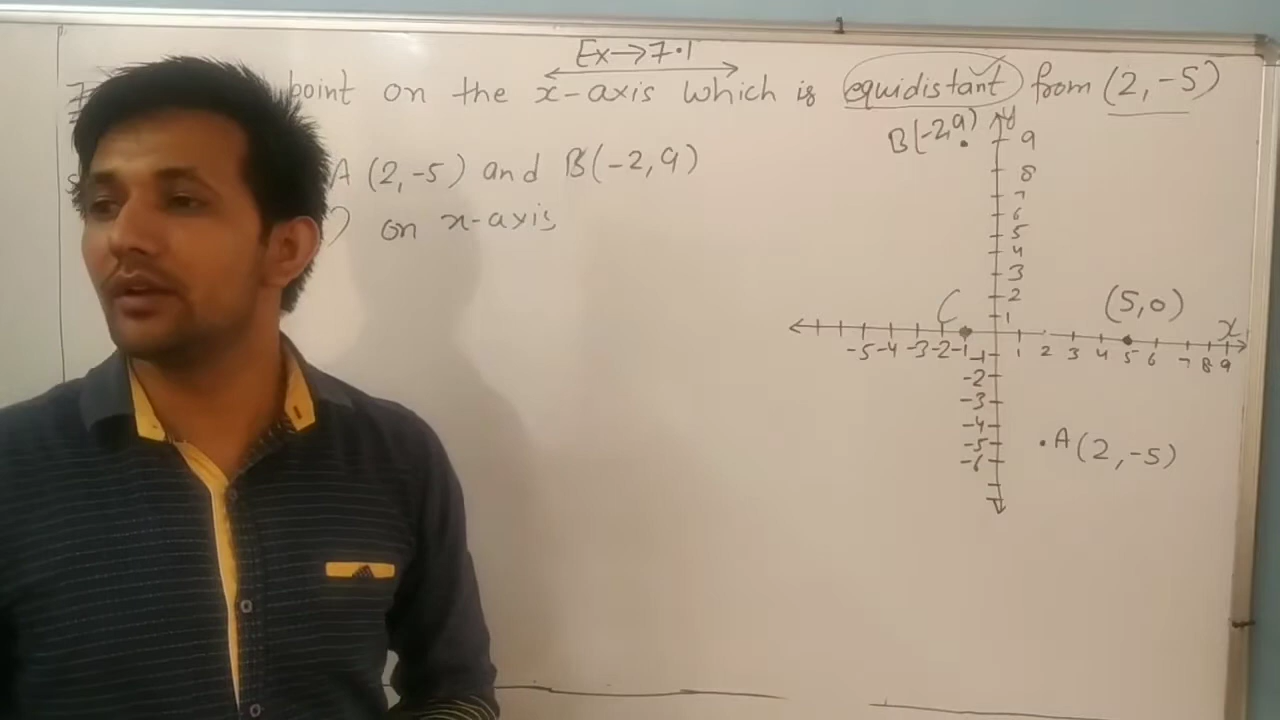 Ex→7.1
7 point on the x-axis which is equidistant from (2,-5)
A (2,-5) and B(-2,9)
on x-axis
B(-2,9)
y
9
8
7
6
5
4
3
2
1
C
(5,0)
x
-5 -4 -3 -2 -1 1 2 3 4 5 6 7 8 9
-1
-2
-3
-4
-5
-6
A(2,-5)